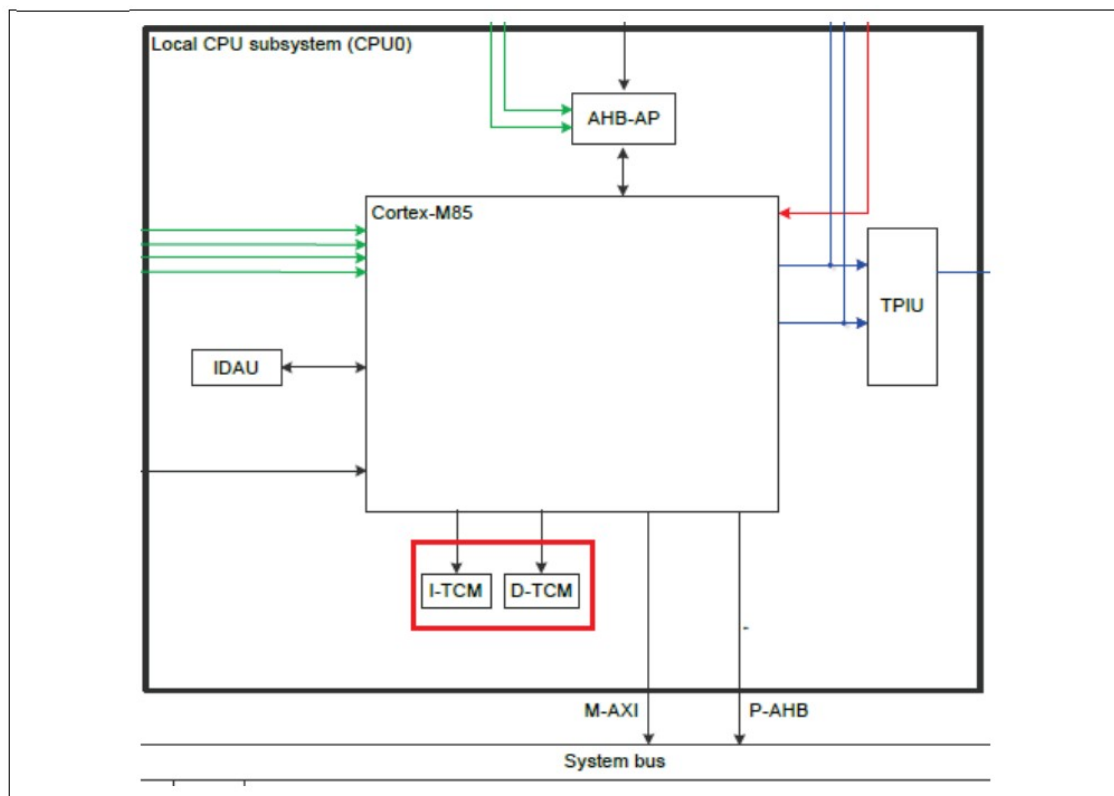 Local CPU subsystem (CPU0)
AHB-AP
Cortex-M85
TPIU
IDAU
I-TCM
D-TCM
-
M-AXI
P-AHB
System bus